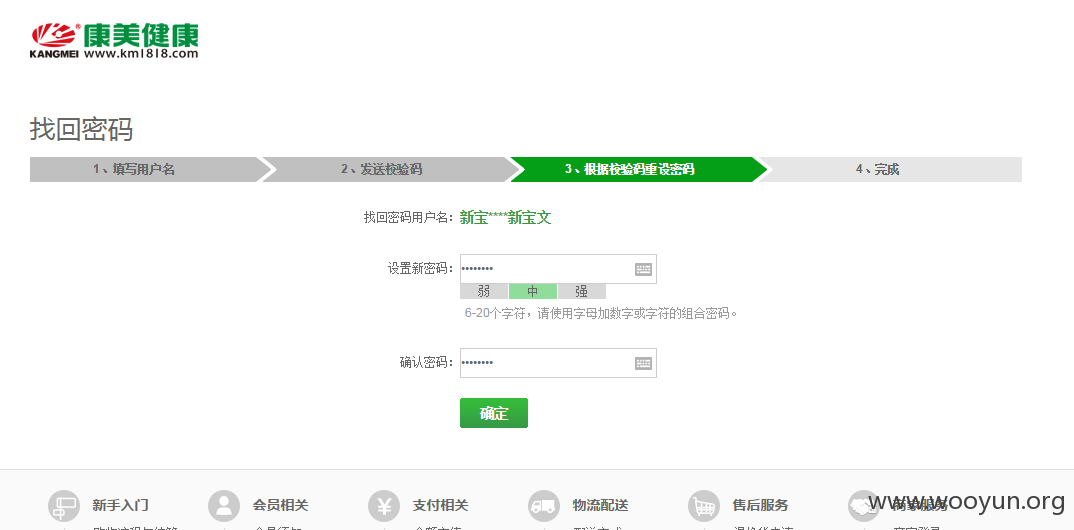 康美健康
KANGMEI www.km1818.com
找回密码
1、填写用户名 2、发送校验码 3、根据校验码重设密码 4、完成
找回密码用户名：新宝****新宝文
设置新密码：
弱 中 强
6-20个字符，请使用字母加数字或字符的组合密码。
确认密码：
确定
新手入门 会员相关 支付相关 物流配送 售后服务 商家服务
www.wooyun.org